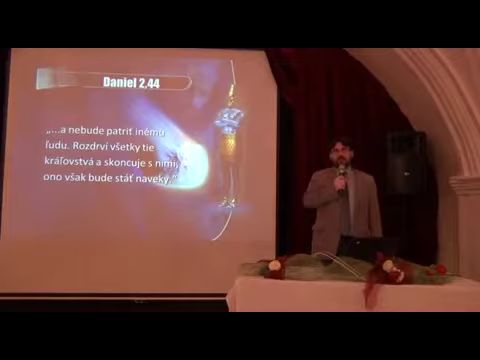 Daniel 2,44
„...a nebude patriť inému
ľudu. Rozdrví všetky tie
kráľovstvá a skoncuje s nimi,
ono však bude stáť naveky."